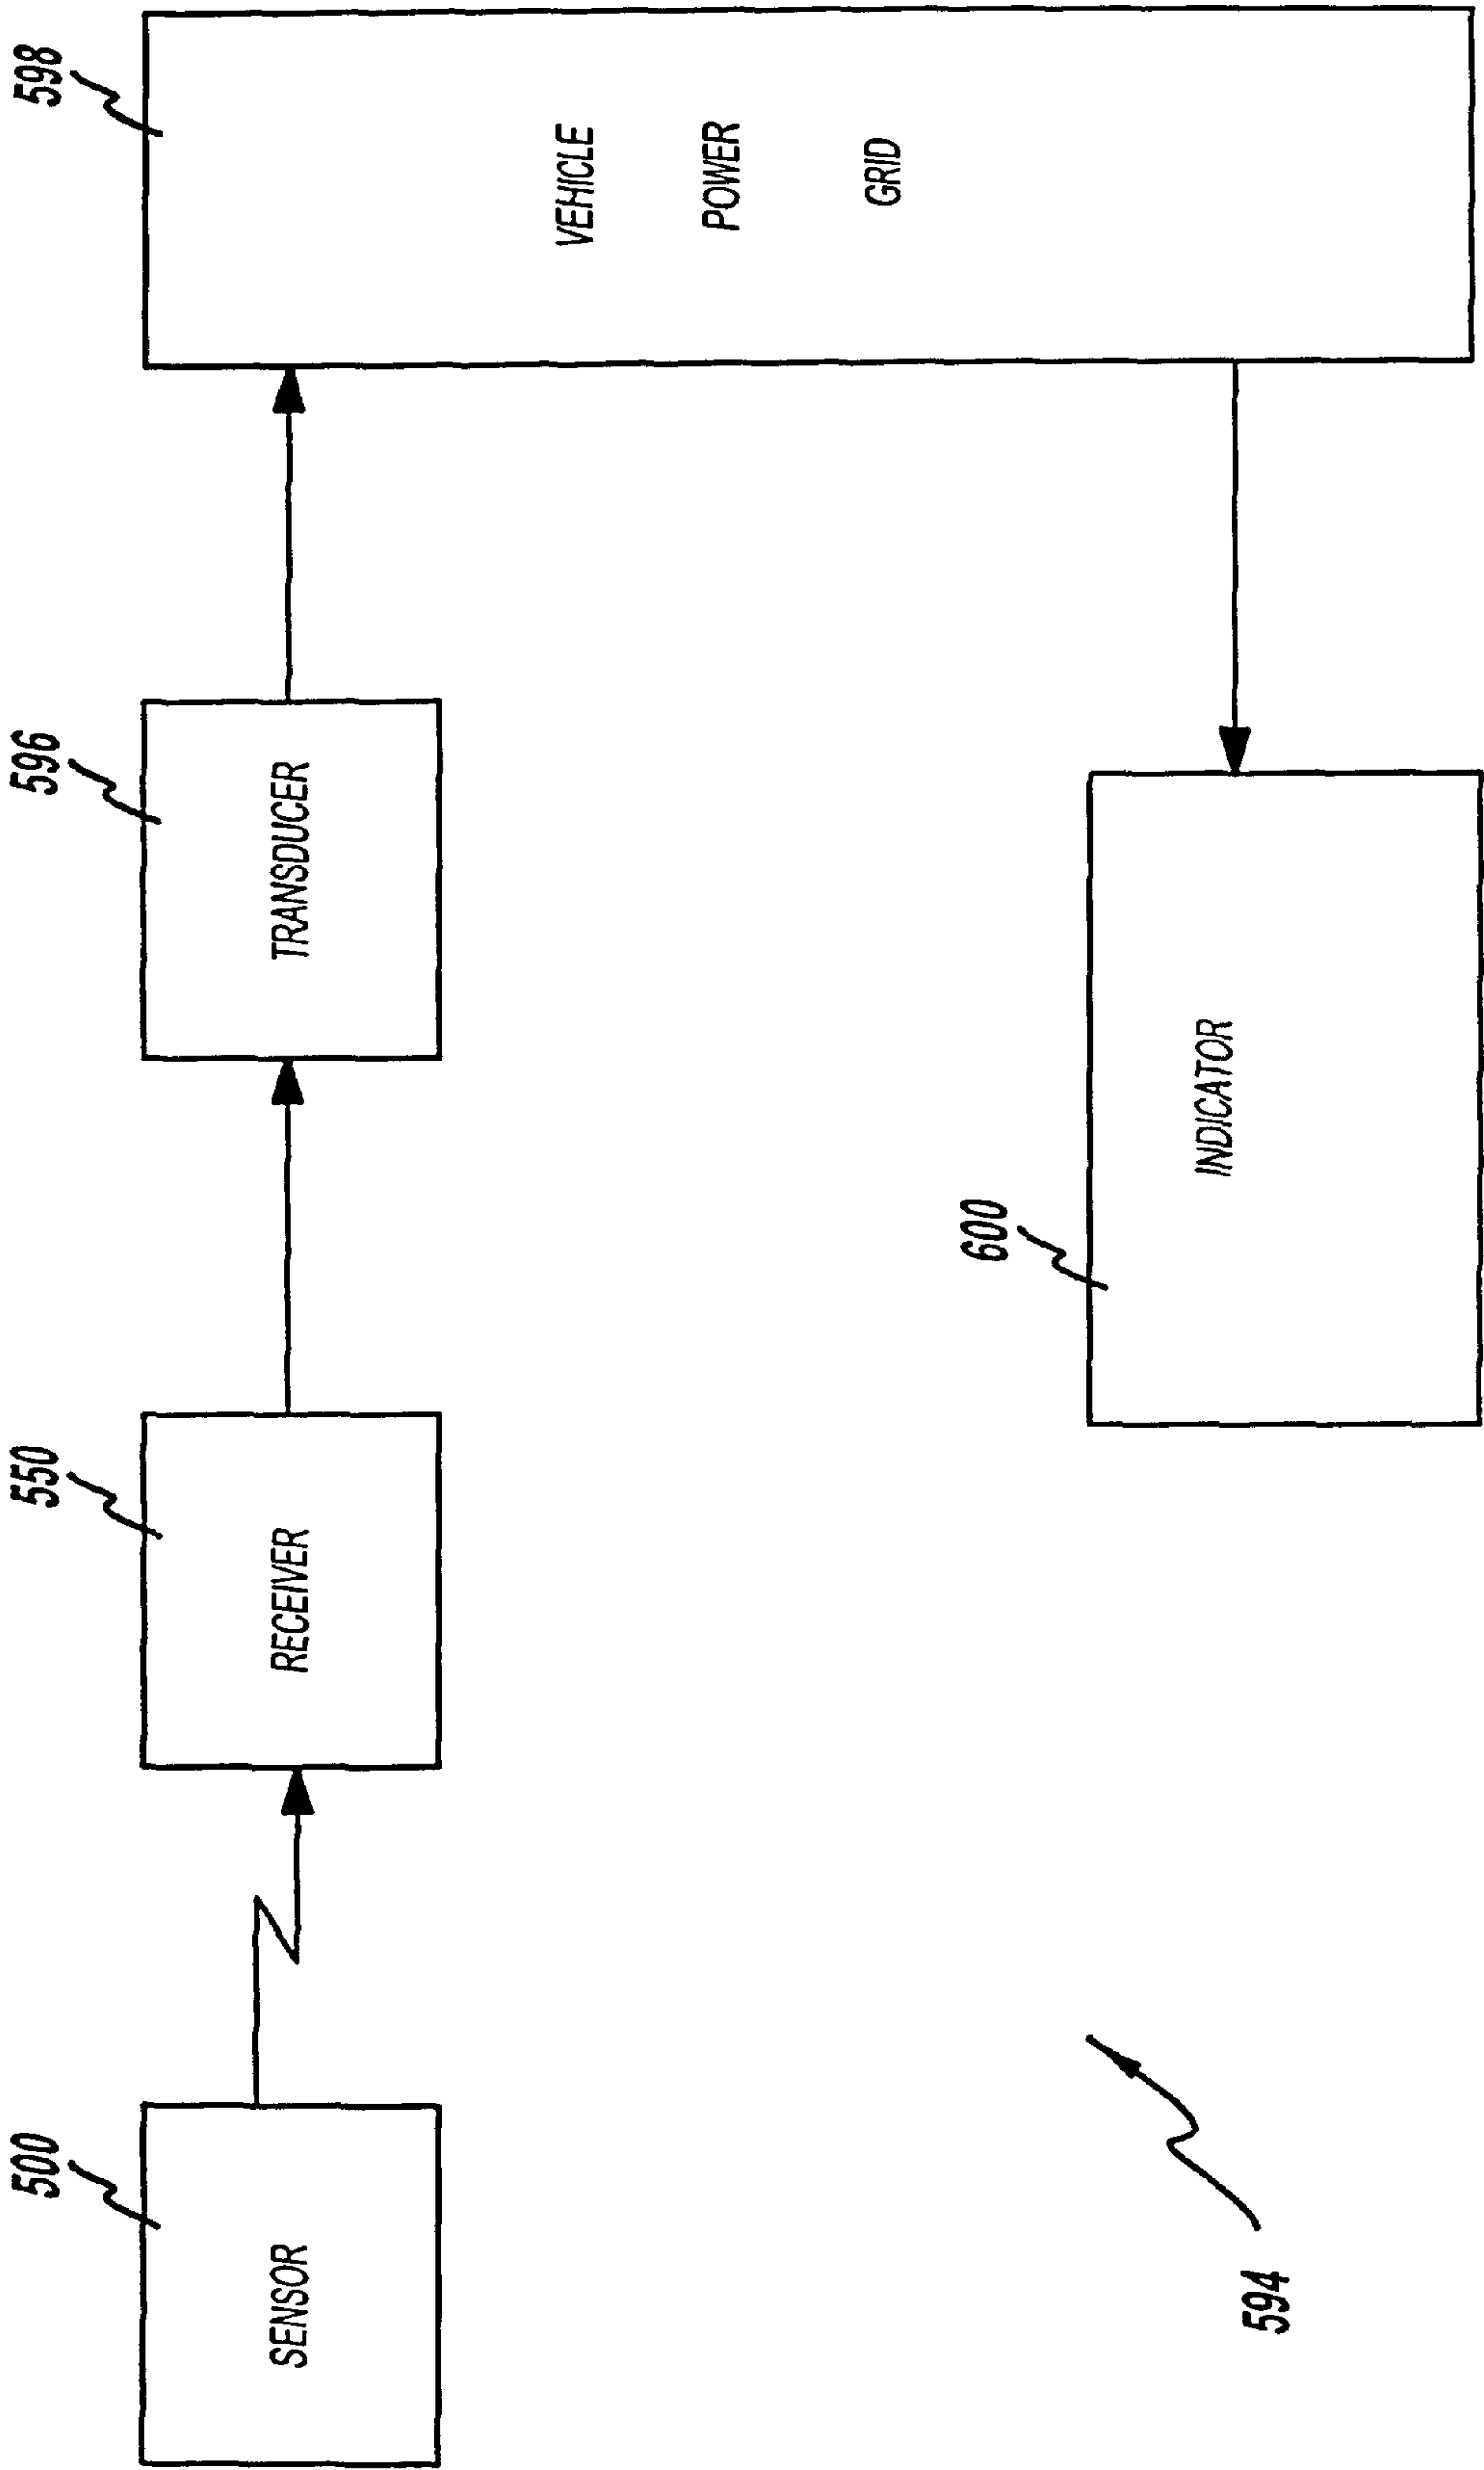 500
SENSOR
550
RECEIVER
596
TRANSDUCER
598
VEHICLE
POWER
GRID
600
INDICATOR
594